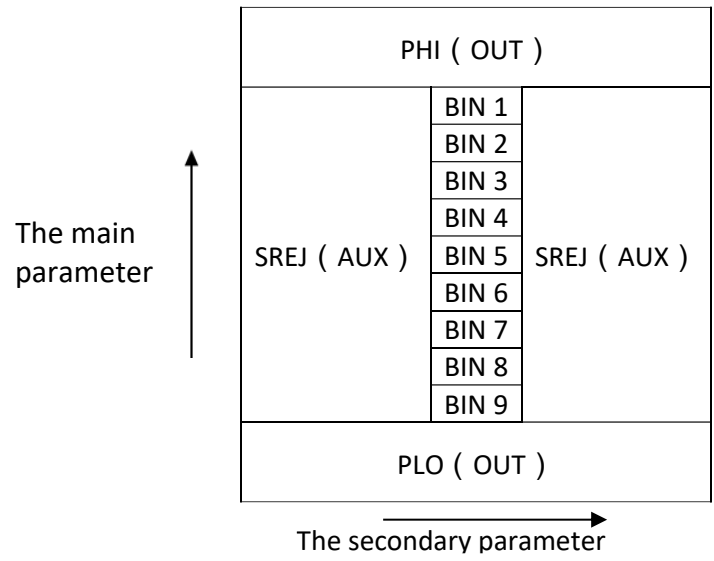 PHI ( OUT )
BIN 1
BIN 2
BIN 3
BIN 4
The main
parameter
SREJ ( AUX )
BIN 5
SREJ ( AUX )
BIN 6
BIN 7
BIN 8
BIN 9
PLO ( OUT )
The secondary parameter